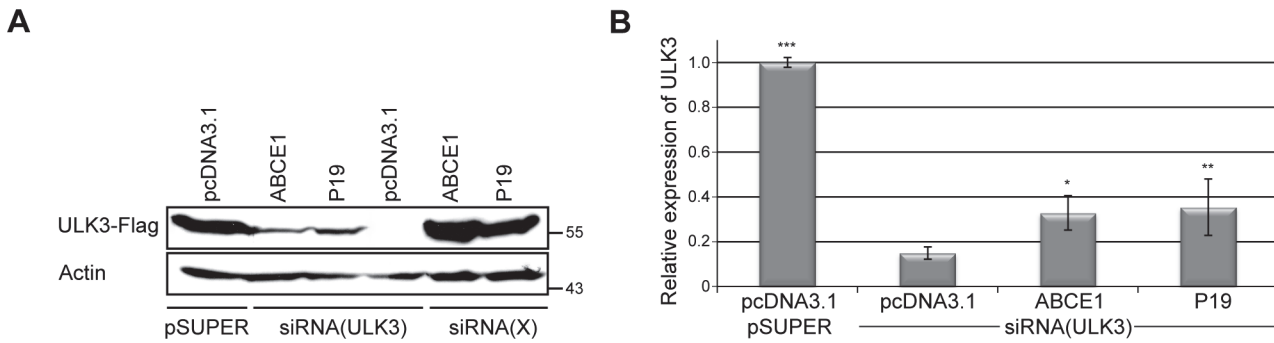 A
pcDNA3.1
ABCE1
P19
pcDNA3.1
ABCE1
P19
ULK3-Flag
55
Actin
43
pSUPER
siRNA(ULK3)
siRNA(X)
B
Relative expression of ULK3
1.0
0.8
0.6
0.4
0.2
0
***
*
**
pcDNA3.1
pcDNA3.1
ABCE1
P19
pSUPER
siRNA(ULK3)